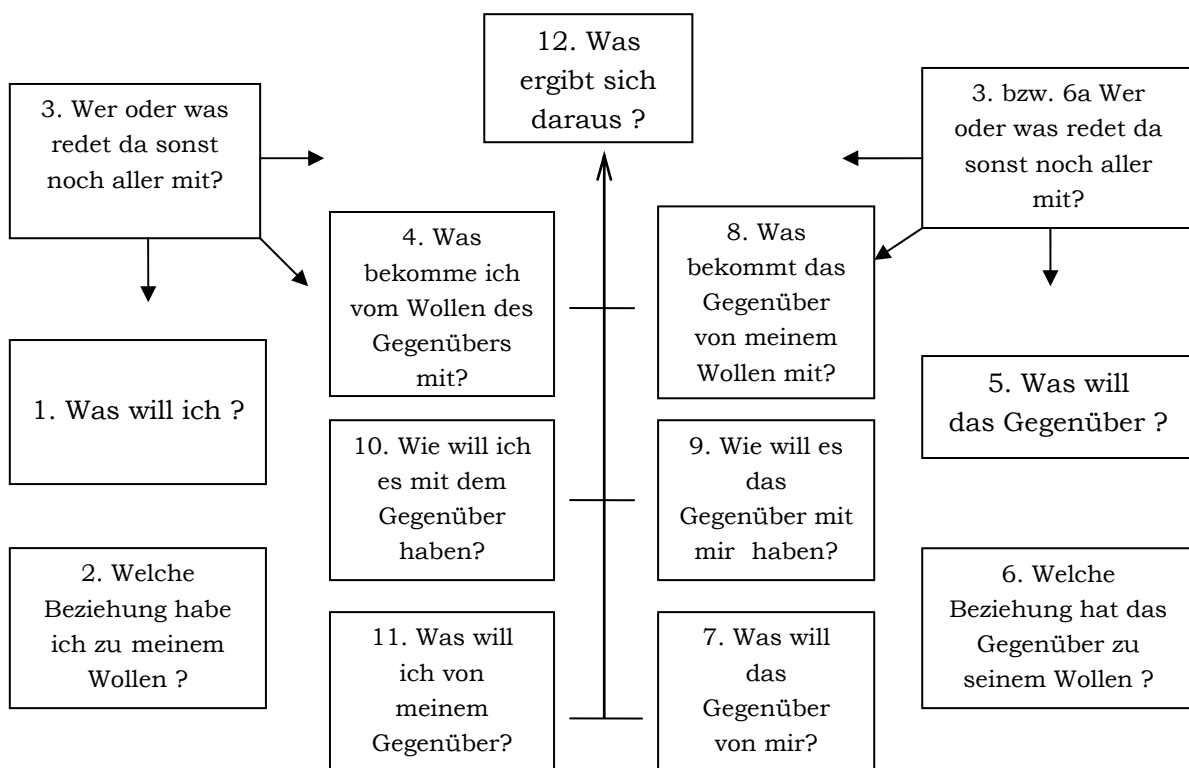 12. Was
ergibt sich
daraus ?
3. Wer oder was
redet da sonst
noch aller mit?
3. bzw. 6a Wer
oder was redet da
sonst noch aller
mit?
4. Was
bekomme ich
vom Wollen des
Gegenübers
mit?
8. Was
bekommt das
Gegenüber
von meinem
Wollen mit?
1. Was will ich ?
5. Was will
das Gegenüber ?
10. Wie will ich
es mit dem
Gegenüber
haben?
9. Wie will es
das
Gegenüber mit
mir haben?
2. Welche
Beziehung habe
ich zu meinem
Wollen ?
6. Welche
Beziehung hat das
Gegenüber zu
seinem Wollen ?
11. Was will
ich von
meinem
Gegenüber?
7. Was will
das
Gegenüber
von mir?